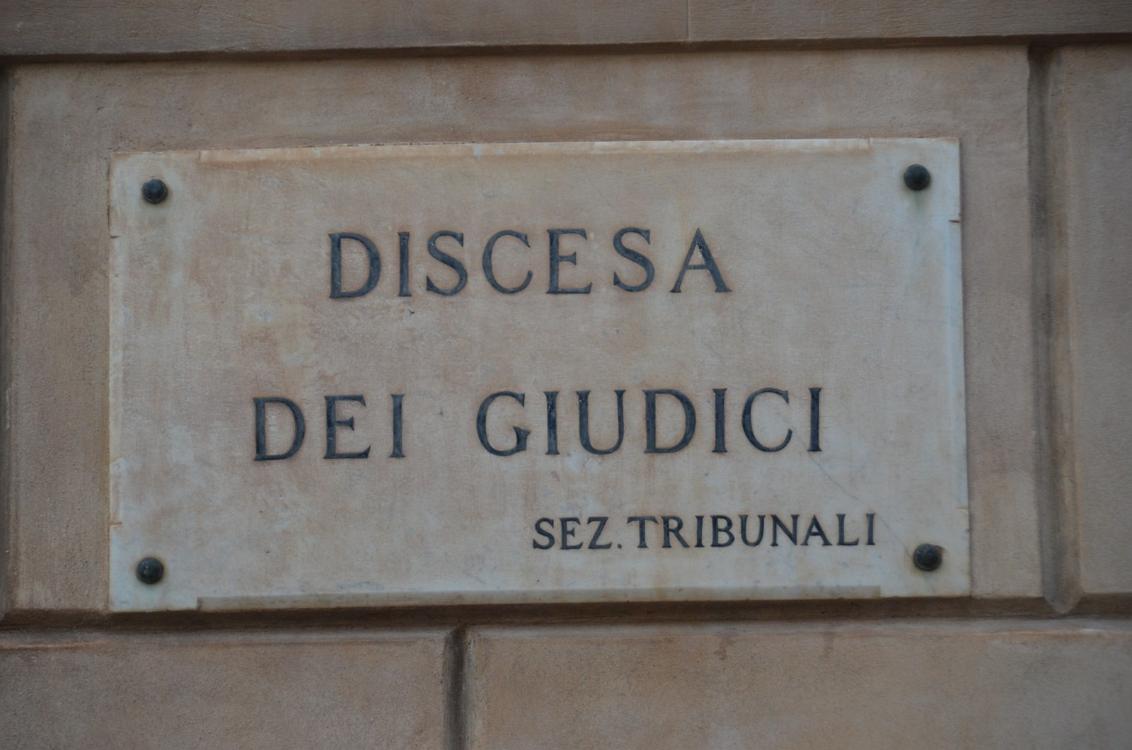 DISCESA
DEI GIUDICI
SEZ. TRIBUNALI